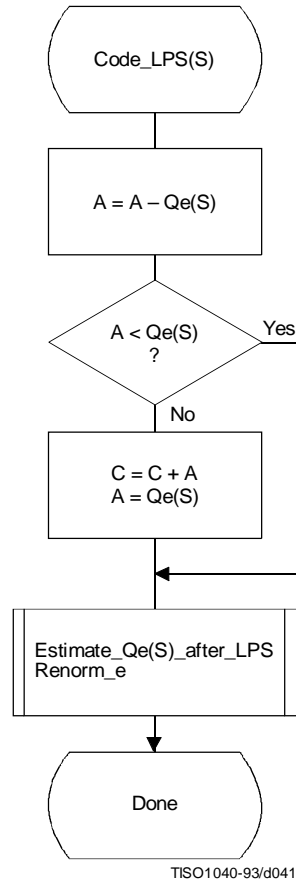 Code_LPS(S)
A = A – Qe(S)
A < Qe(S)
?
Yes
No
C = C + A
A = Qe(S)
Estimate_Qe(S)_after_LPS
Renorm_e
Done
TISO1040-93/d041